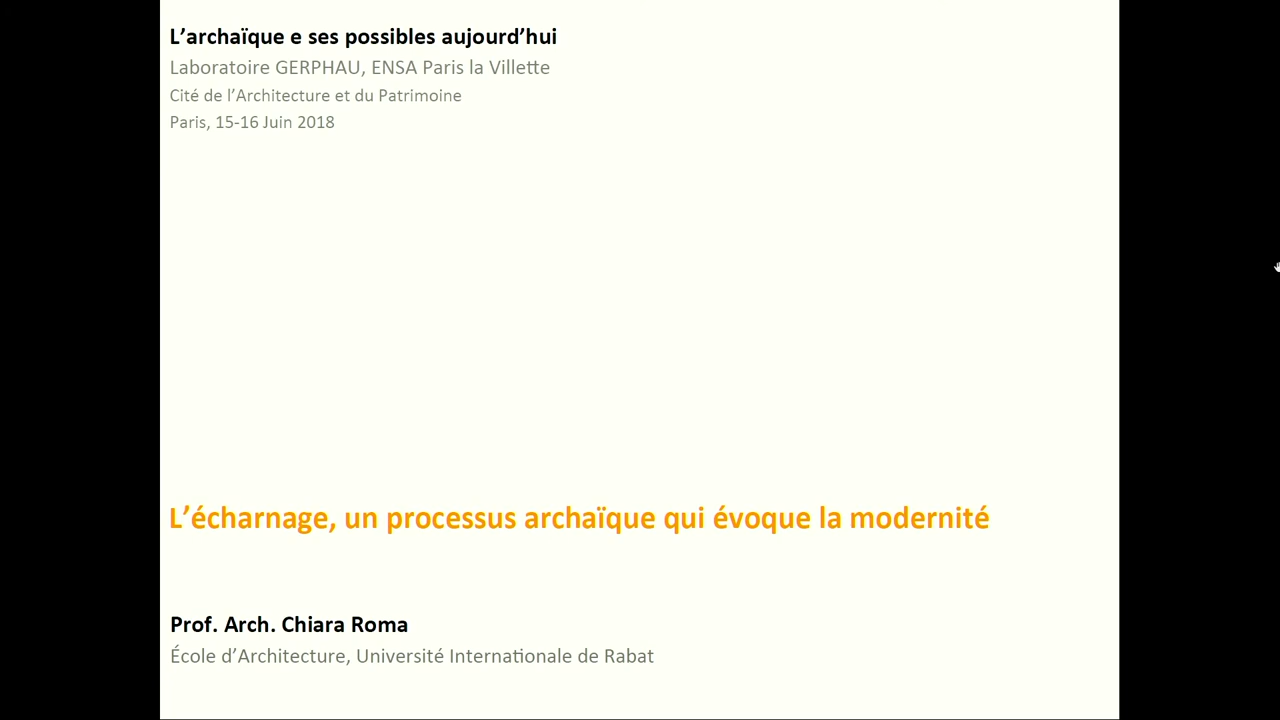 L’archaïque e ses possibles aujourd’hui
Laboratoire GERPHAU, ENSA Paris la Villette
Cité de l’Architecture et du Patrimoine
Paris, 15-16 Juin 2018
L’écharnage, un processus archaïque qui évoque la modernité
Prof. Arch. Chiara Roma
École d’Architecture, Université Internationale de Rabat